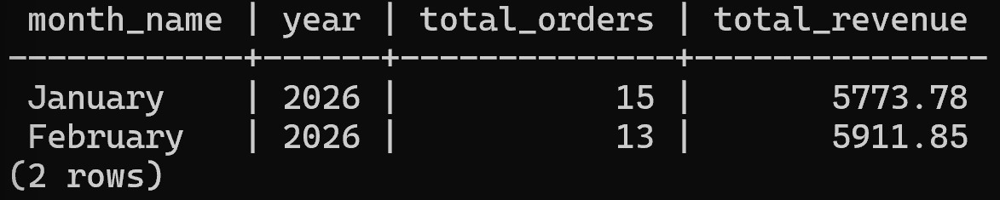 month_name | year | total_orders | total_revenue
------------+------+--------------+---------------
January | 2026 | 15 | 5773.78
February | 2026 | 13 | 5911.85
(2 rows)